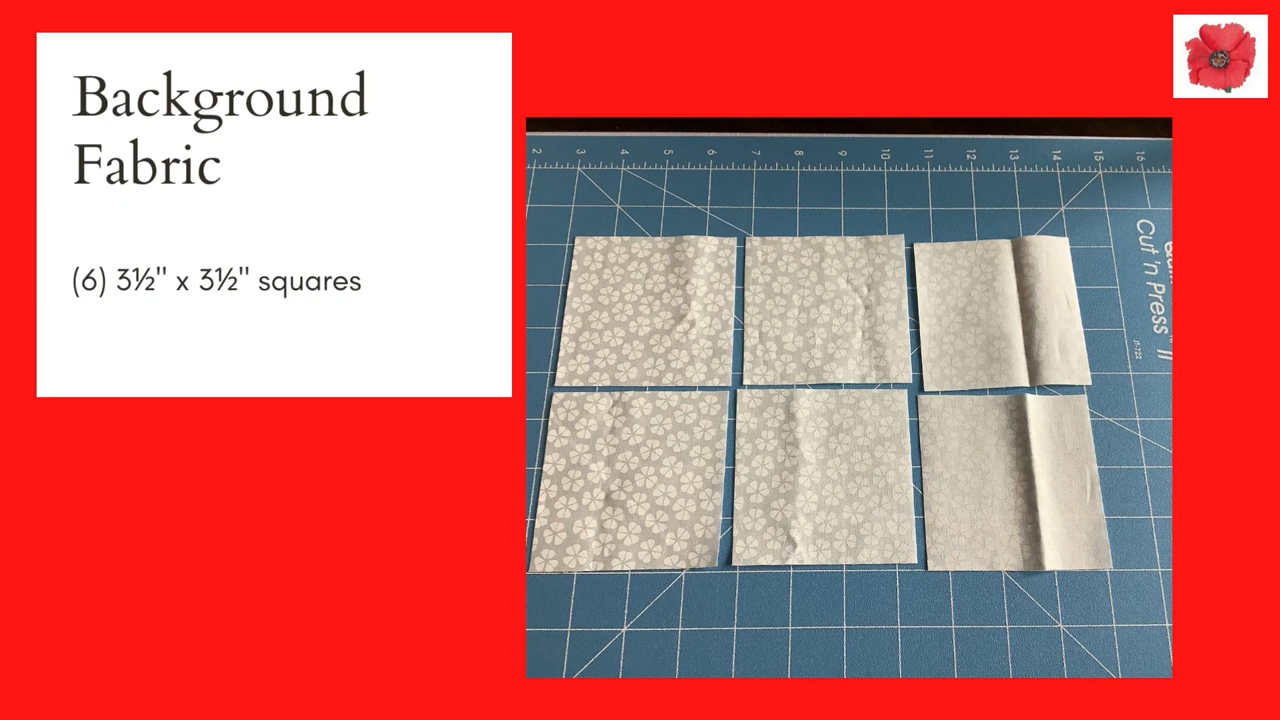 Background
Fabric
(6) 3½" x 3½" squares
2 3 4 5 6 7 8 9 10 11 12 13 14 15 16
Cut 'n Press II